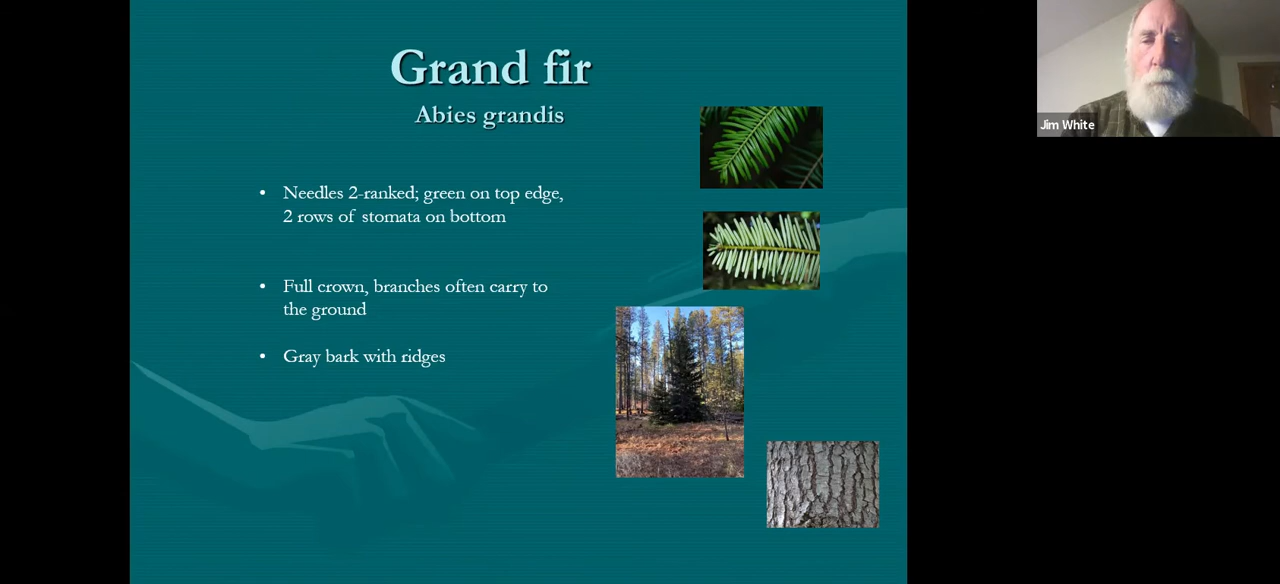 Grand fir
Abies grandis
• Needles 2-ranked; green on top edge,
2 rows of stomata on bottom
• Full crown, branches often carry to
the ground
• Gray bark with ridges
Jim White